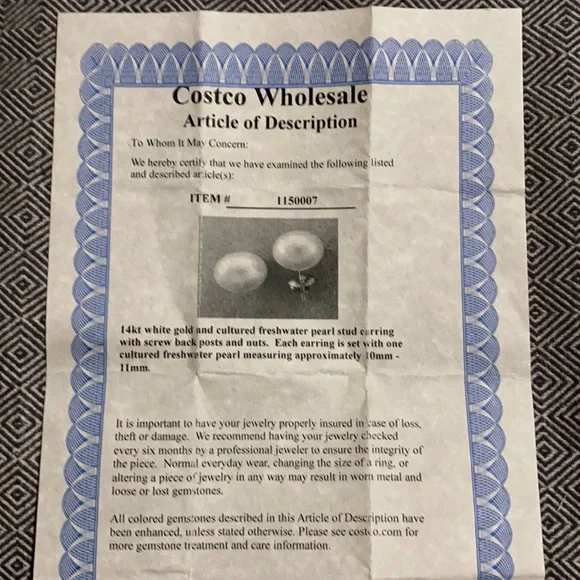 Costco Wholesale
Article of Description
To Whom It May Concern:
We hereby certify that we have examined the following listed
and described article(s):
ITEM # 1150007
14kt white gold and cultured freshwater pearl stud earring
with screw back posts and nuts. Each earring is set with one
cultured freshwater pearl measuring approximately 10mm -
11mm.
It is important to have your jewelry properly insured in case of loss,
theft or damage. We recommend having your jewelry checked
every six months by a professional jeweler to ensure the integrity of
the piece. Normal everyday wear, changing the size of a ring, or
altering a piece of jewelry in any way may result in worn metal and
loose or lost gemstones.
All colored gemstones described in this Article of Description have
been enhanced, unless stated otherwise. Please see costco.com for
more gemstone treatment and care information.